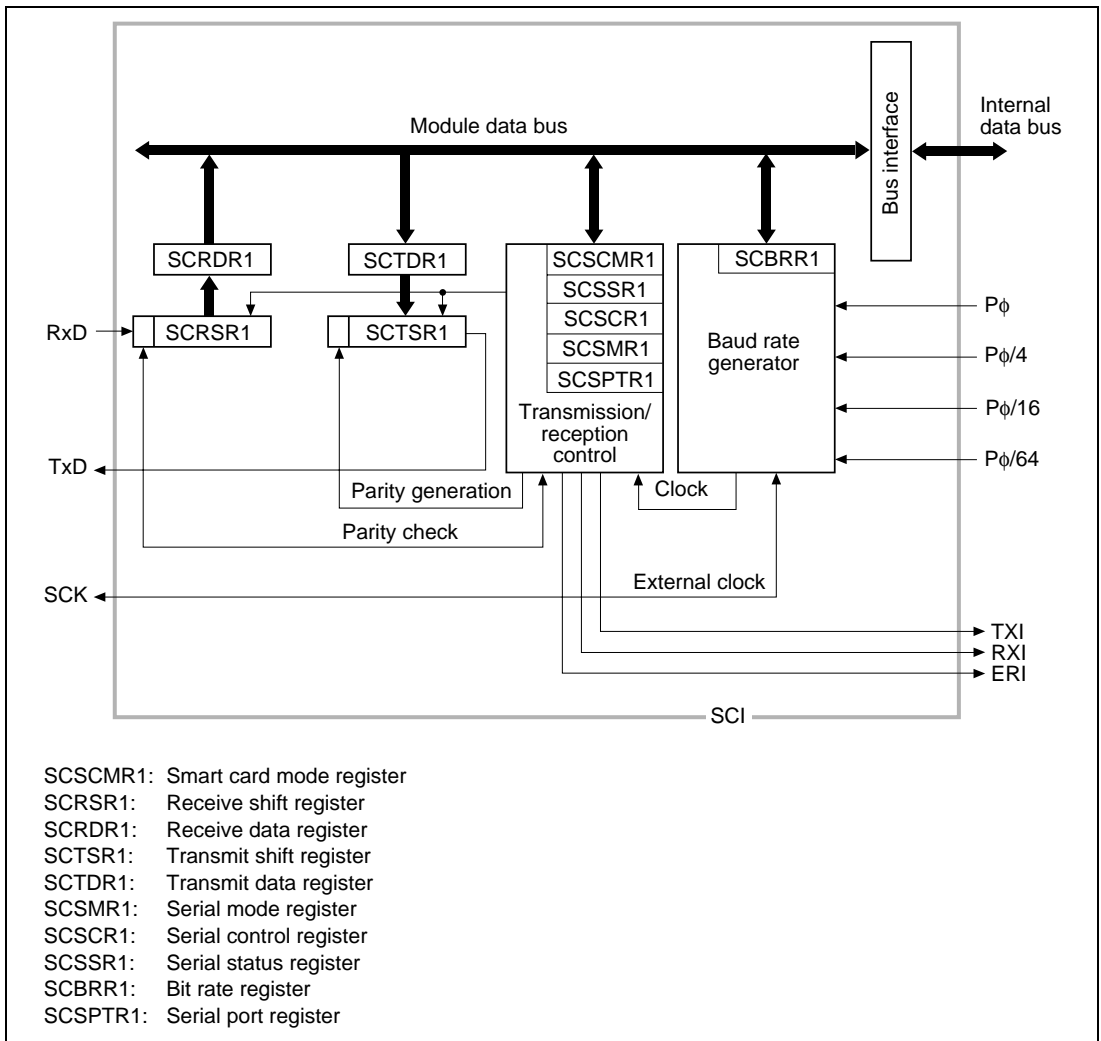 Module data bus
Bus interface
Internal
data bus
SCRDR1
SCTDR1
SCSCMR1
SCSSR1
SCSCR1
SCSMR1
SCSPTR1
Transmission/
reception
control
SCBRR1
Baud rate
generator
RxD
SCRSR1
SCTSR1
Pϕ
Pϕ/4
Pϕ/16
Pϕ/64
TxD
Parity generation
Clock
Parity check
SCK
External clock
TXI
RXI
ERI
SCI
SCSCMR1: Smart card mode register
SCRSR1: Receive shift register
SCRDR1: Receive data register
SCTSR1: Transmit shift register
SCTDR1: Transmit data register
SCSMR1: Serial mode register
SCSCR1: Serial control register
SCSSR1: Serial status register
SCBRR1: Bit rate register
SCSPTR1: Serial port register